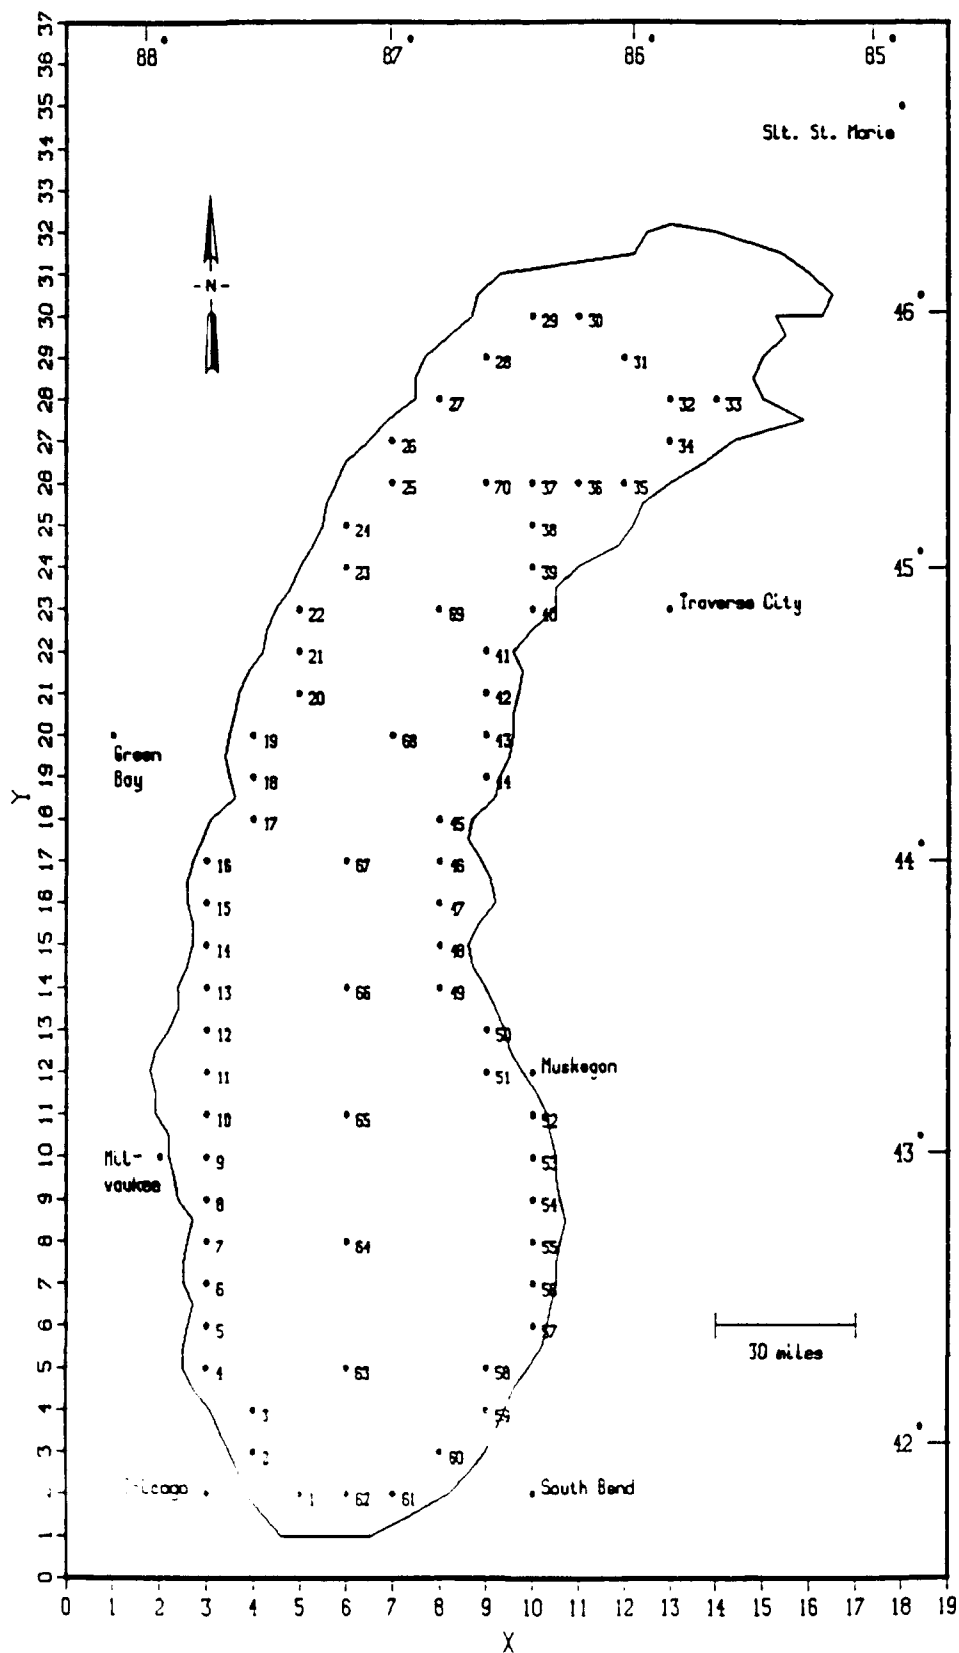 37
88° 87° 86° 85°
36
35
Slt. St. Marie
34
33
32
31
- N -
46°
30 29 30
29 28 31
28 27 32 33
27 26 34
26 25 70 37 36 35
25 24 38
24 23 39
45°
23 22 69 40 Traverse City
22 21 41
21 20 42
20 19 68 43
Green
Bay
19 18 44
Y
18 17 45
17 16 67 46 44°
16 15 47
15 14 48
14 13 66 49
13 12 50
12 11 51 Muskegon
11 10 65 52
10 Mil- 9 53 43°
vaukee
9 8 54
8 7 64 55
7 6 56
6 5 57
30 miles
5 4 63 58
4 3 59
3 2 60 42°
1 62 61 South Bend
1
0
0 1 2 3 4 5 6 7 8 9 10 11 12 13 14 15 16 17 18 19
X